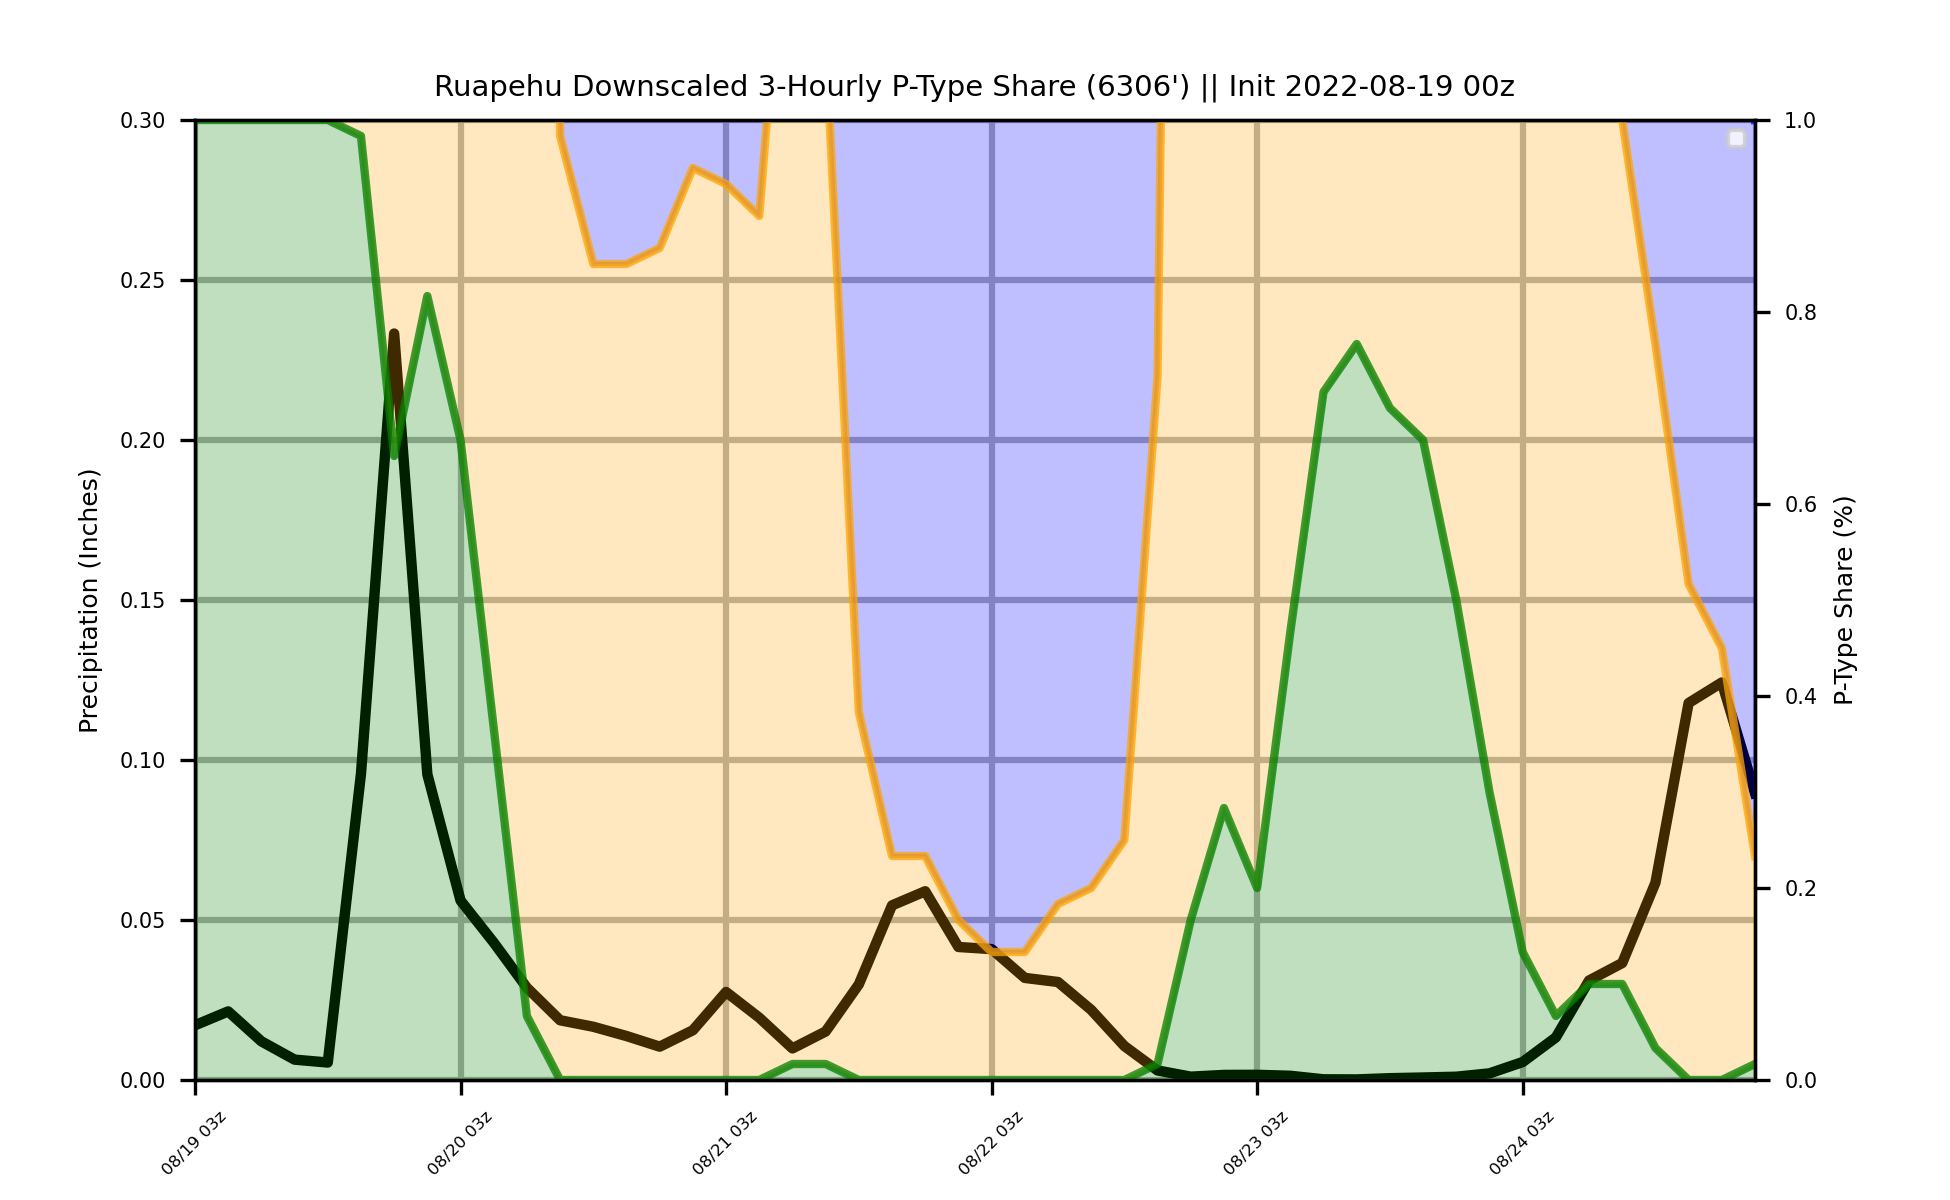 Ruapehu Downscaled 3-Hourly P-Type Share (6306') || Init 2022-08-19 00z
Precipitation (Inches)
0.30
0.25
0.20
0.15
0.10
0.05
0.00
1.0
0.8
0.6
0.4
0.2
0.0
P-Type Share (%)
08/19 03z
08/20 03z
08/21 03z
08/22 03z
08/23 03z
08/24 03z